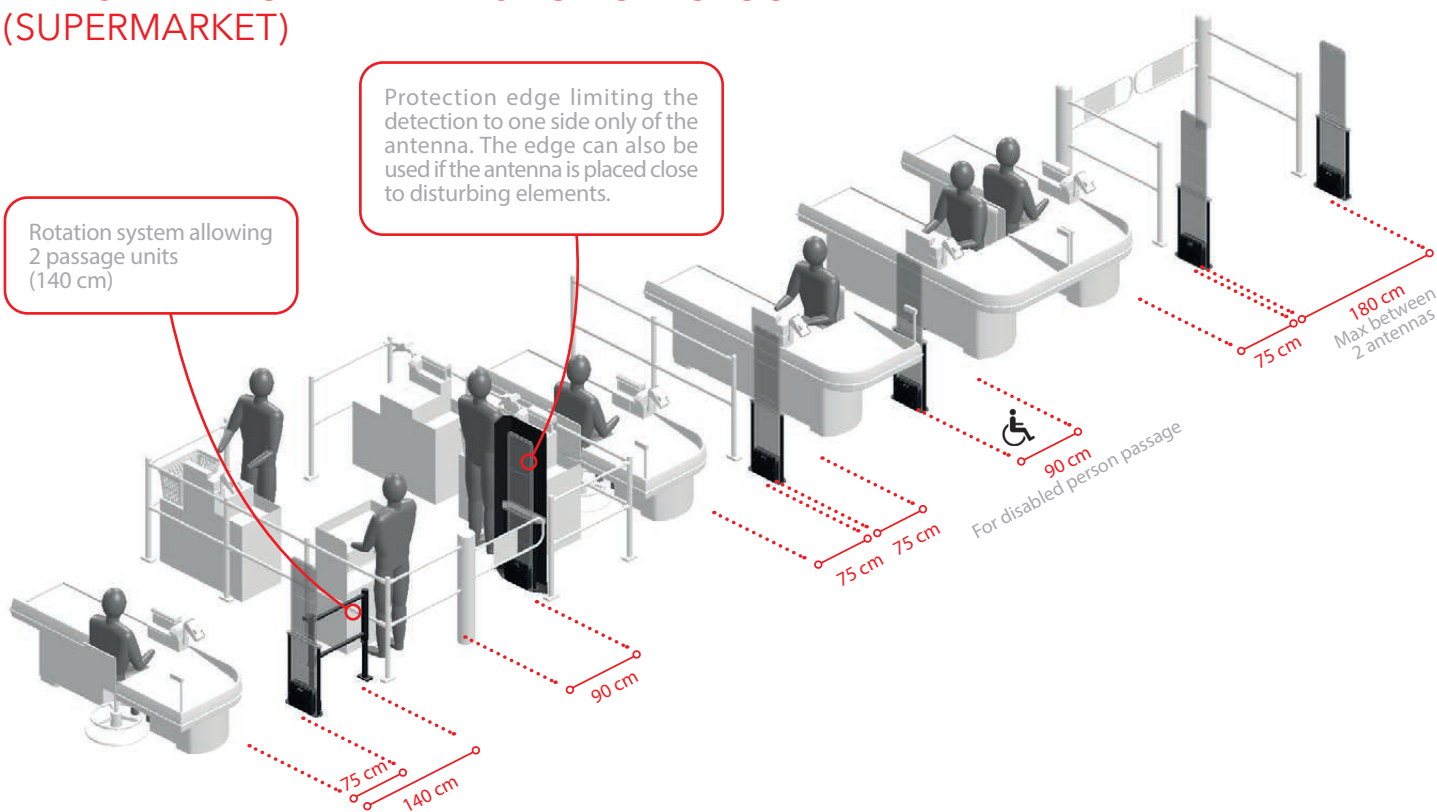 (SUPERMARKET)
Protection edge limiting the
detection to one side only of the
antenna. The edge can also be
used if the antenna is placed close
to disturbing elements.
Rotation system allowing
2 passage units
(140 cm)
180 cm
Max between
2 antennas
75 cm
90 cm
For disabled person passage
75 cm
75 cm
90 cm
75 cm
140 cm